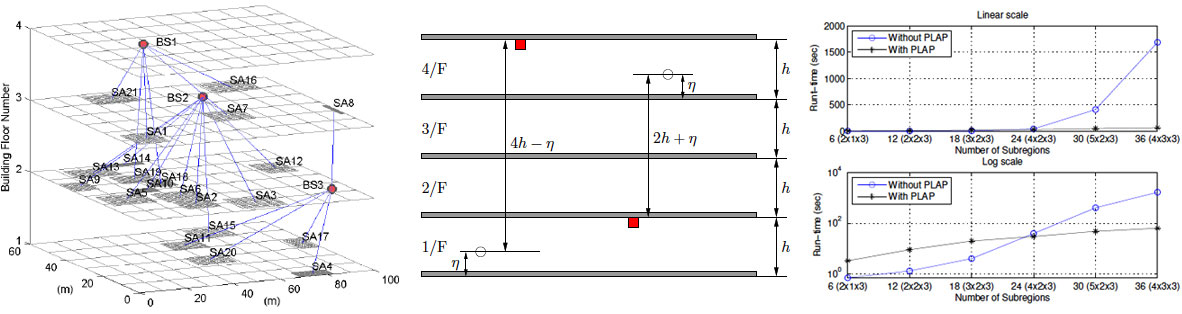 4
3
2
1
Building Floor Number
BS1
SA16
SA21
BS2
SA7
SA8
SA1
SA14
SA13
SA9
SA19
SA18
SA10
SA5
SA6
SA2
SA12
SA3
BS3
SA15
SA11
SA20
SA17
SA4
60
40
20
0
(m)
0
20
40
60
80
100
(m)
4/F
3/F
2/F
1/F
4h − η
2h + η
η
η
h
h
h
h
Linear scale
2000
1500
1000
500
0
Run-time (sec)
Without PLAP
With PLAP
6 (2x1x3) 12 (2x2x3) 18 (3x2x3) 24 (4x2x3) 30 (5x2x3) 36 (4x3x3)
Number of Subregions
Log scale
10^4
10^2
10^0
Run-time (sec)
Without PLAP
With PLAP
6 (2x1x3) 12 (2x2x3) 18 (3x2x3) 24 (4x2x3) 30 (5x2x3) 36 (4x3x3)
Number of Subregions